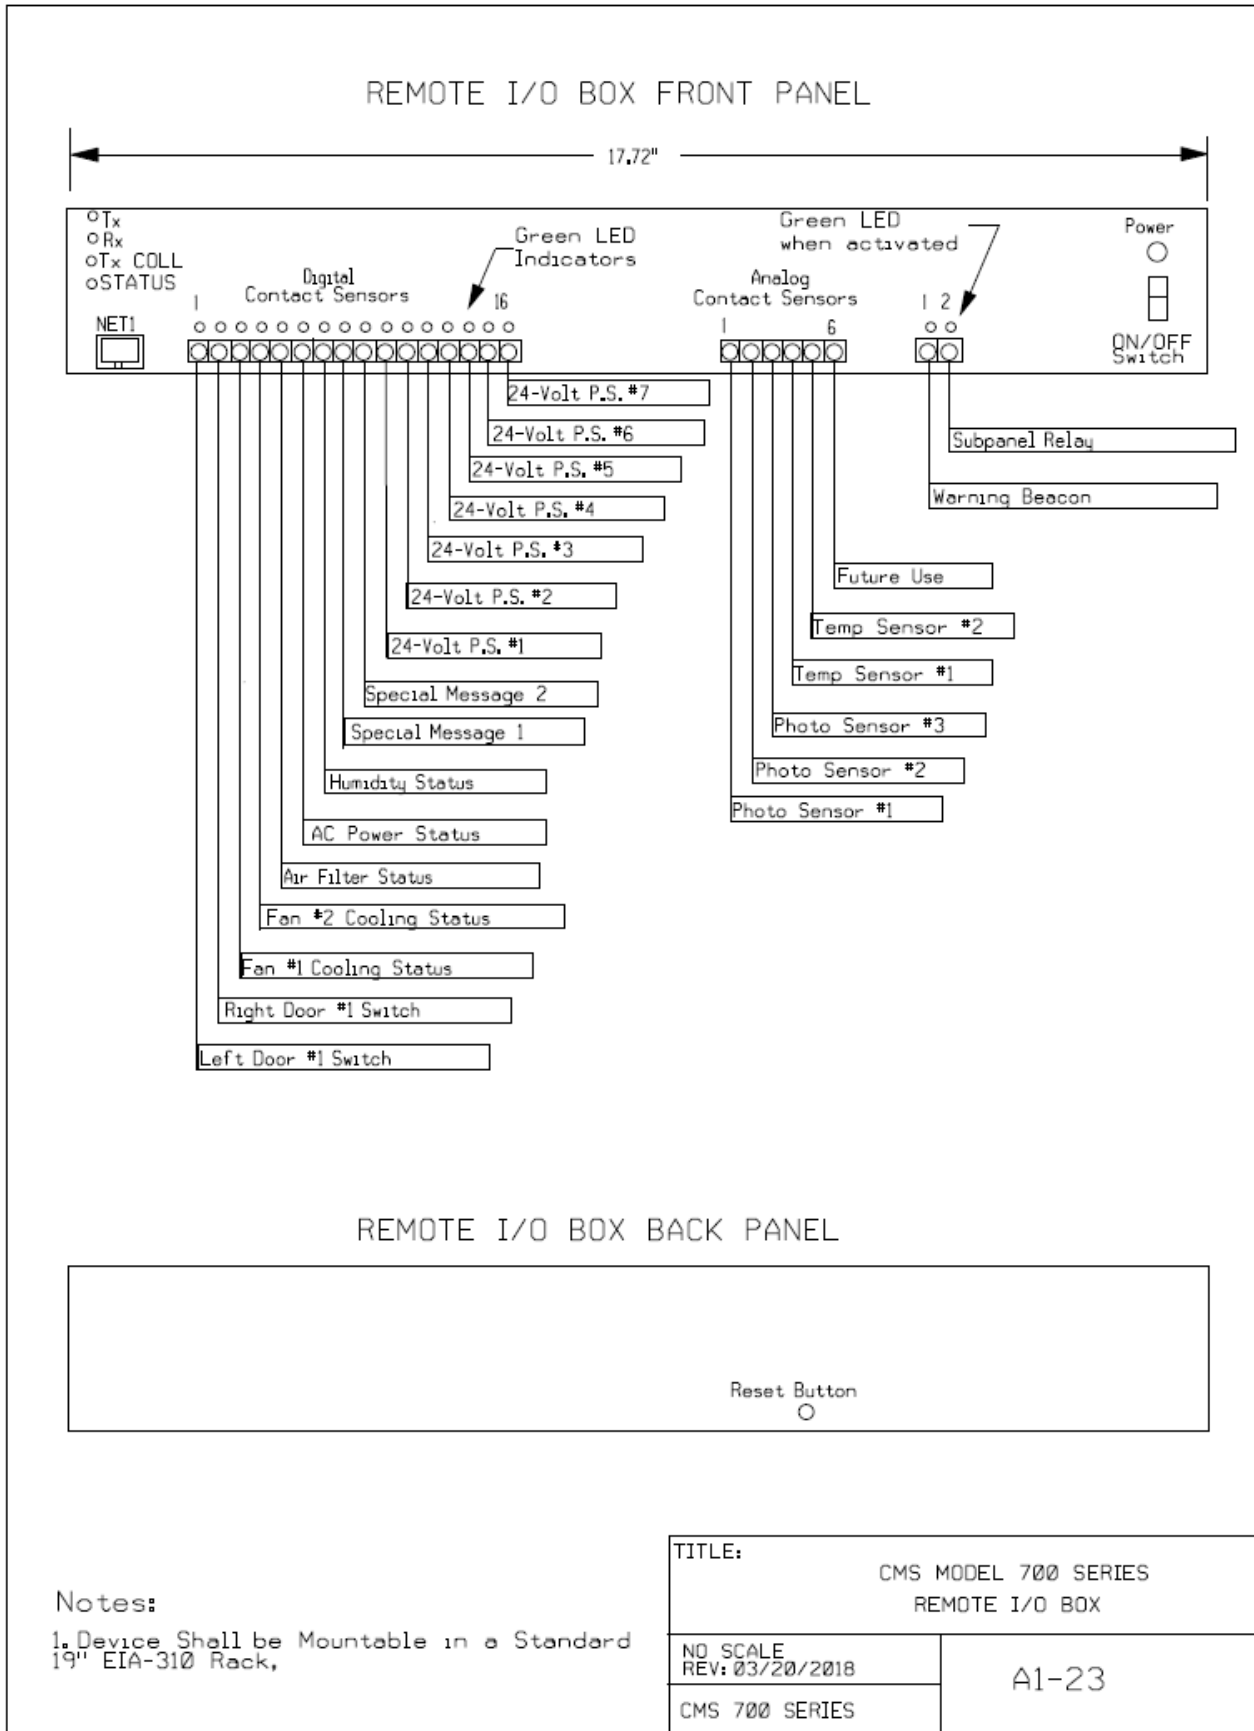 REMOTE I/O BOX FRONT PANEL
17.72"
Tx
Rx
Tx COLL
STATUS
NET1
Digital
Contact Sensors
1
16
Green LED
Indicators
Analog
Contact Sensors
1
6
Green LED
when activated
1 2
Power
ON/OFF
Switch
24-Volt P.S. #7
24-Volt P.S. #6
24-Volt P.S. #5
24-Volt P.S. #4
24-Volt P.S. #3
24-Volt P.S. #2
24-Volt P.S. #1
Special Message 2
Special Message 1
Humidity Status
AC Power Status
Air Filter Status
Fan #2 Cooling Status
Fan #1 Cooling Status
Right Door #1 Switch
Left Door #1 Switch
Subpanel Relay
Warning Beacon
Future Use
Temp Sensor #2
Temp Sensor #1
Photo Sensor #3
Photo Sensor #2
Photo Sensor #1
REMOTE I/O BOX BACK PANEL
Reset Button
Notes:
1. Device Shall be Mountable in a Standard
19" EIA-310 Rack.
TITLE:
CMS MODEL 700 SERIES
REMOTE I/O BOX
NO SCALE
REV: 03/20/2018
CMS 700 SERIES
A1-23